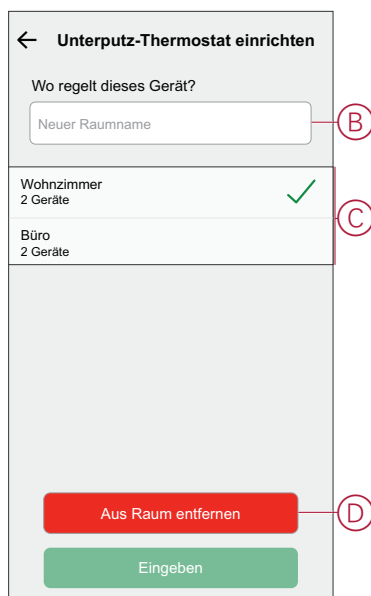 Unterputz-Thermostat einrichten
Wo regelt dieses Gerät?
Neuer Raumname
B
Wohnzimmer
2 Geräte
C
Büro
2 Geräte
Aus Raum entfernen
D
Eingeben